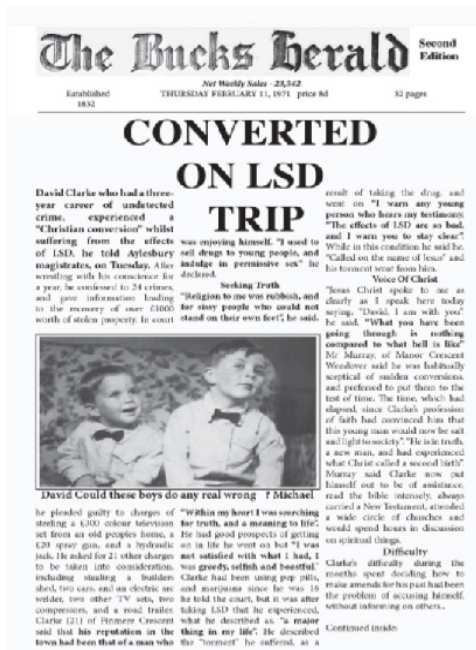 The Bucks Herald
Second
Edition
Net Weekly Sales - 23,542
Established
1832
THURSDAY FEBRUARY 11, 1971 price 8d
32 pages
CONVERTED
ON LSD
TRIP
David Clarke who had a three-
year career of undetected
crime, experienced a
"Christian conversion" whilst
suffering from the effects
of LSD, he told Aylesbury
magistrates, on Tuesday. After
wrestling with his conscience for
a year, he confessed to 24 crimes,
and gave information leading
to the recovery of over £1000
worth of stolen property. In court
was enjoying himself. "I used to
sell drugs to young people, and
indulge in permissive sex" he
declared.
Seeking Truth
"Religion to me was rubbish, and
for sissy people who could not
stand on their own feet", he said.
David Could these boys do any real wrong ? Michael
he pleaded guilty to charges of
steeling a £300 colour television
set from an old peoples home, a
£20 spray gun, and a hydraulic
jack. He asked for 21 other charges
to be taken into consideration,
including stealing a builders
shed, two cars, and an electric arc
welder, two other TV sets, two
compressors, and a road trailer.
Clarke (21) of Finmere Crescent
said that his reputation in the
town had been that of a man who
"Within my heart I was searching
for truth, and a meaning to life".
He had good prospects of getting
on in life he went on but "I was
not satisfied with what I had, I
was greedy, selfish and boastful."
Clarke had been using pep pills,
and marijuana since he was 16
he told the court, but it was after
taking LSD that he experienced,
what he described as, "a major
thing in my life". He described
the "torment" he suffered, as a
result of taking the drug, and
went on "I warn any young
person who hears my testimony,
"The effects of LSD are so bad,
and I warn you to stay clear".
While in this condition he said he,
"Called on the name of Jesus" and
his torment went from him.
Voice Of Christ
"Jesus Christ spoke to me as
clearly as I speak here today
saying, "David, I am with you",
he said. "What you have been
going through is nothing
compared to what hell is like"
Mr Murray, of Manor Crescent
Wendover said he was habitually
sceptical of sudden conversions,
and preferred to put them to the
test of time. The time, which had
elapsed, since Clarke's profession
of faith had convinced him that
this young man would now be salt
and light to society". "He is in truth,
a new man, and had experienced
what Christ called a second birth".
Murray said Clarke now put
himself out to be of assistance,
read the bible intensely, always
carried a New Testament, attended
a wide circle of churches and
would spend hours in discussion
on spiritual things.
Difficulty
Clarke's difficulty during the
months spent deciding how to
make amends for his past had been
the problem of accusing himself,
without informing on others..
Continued inside: